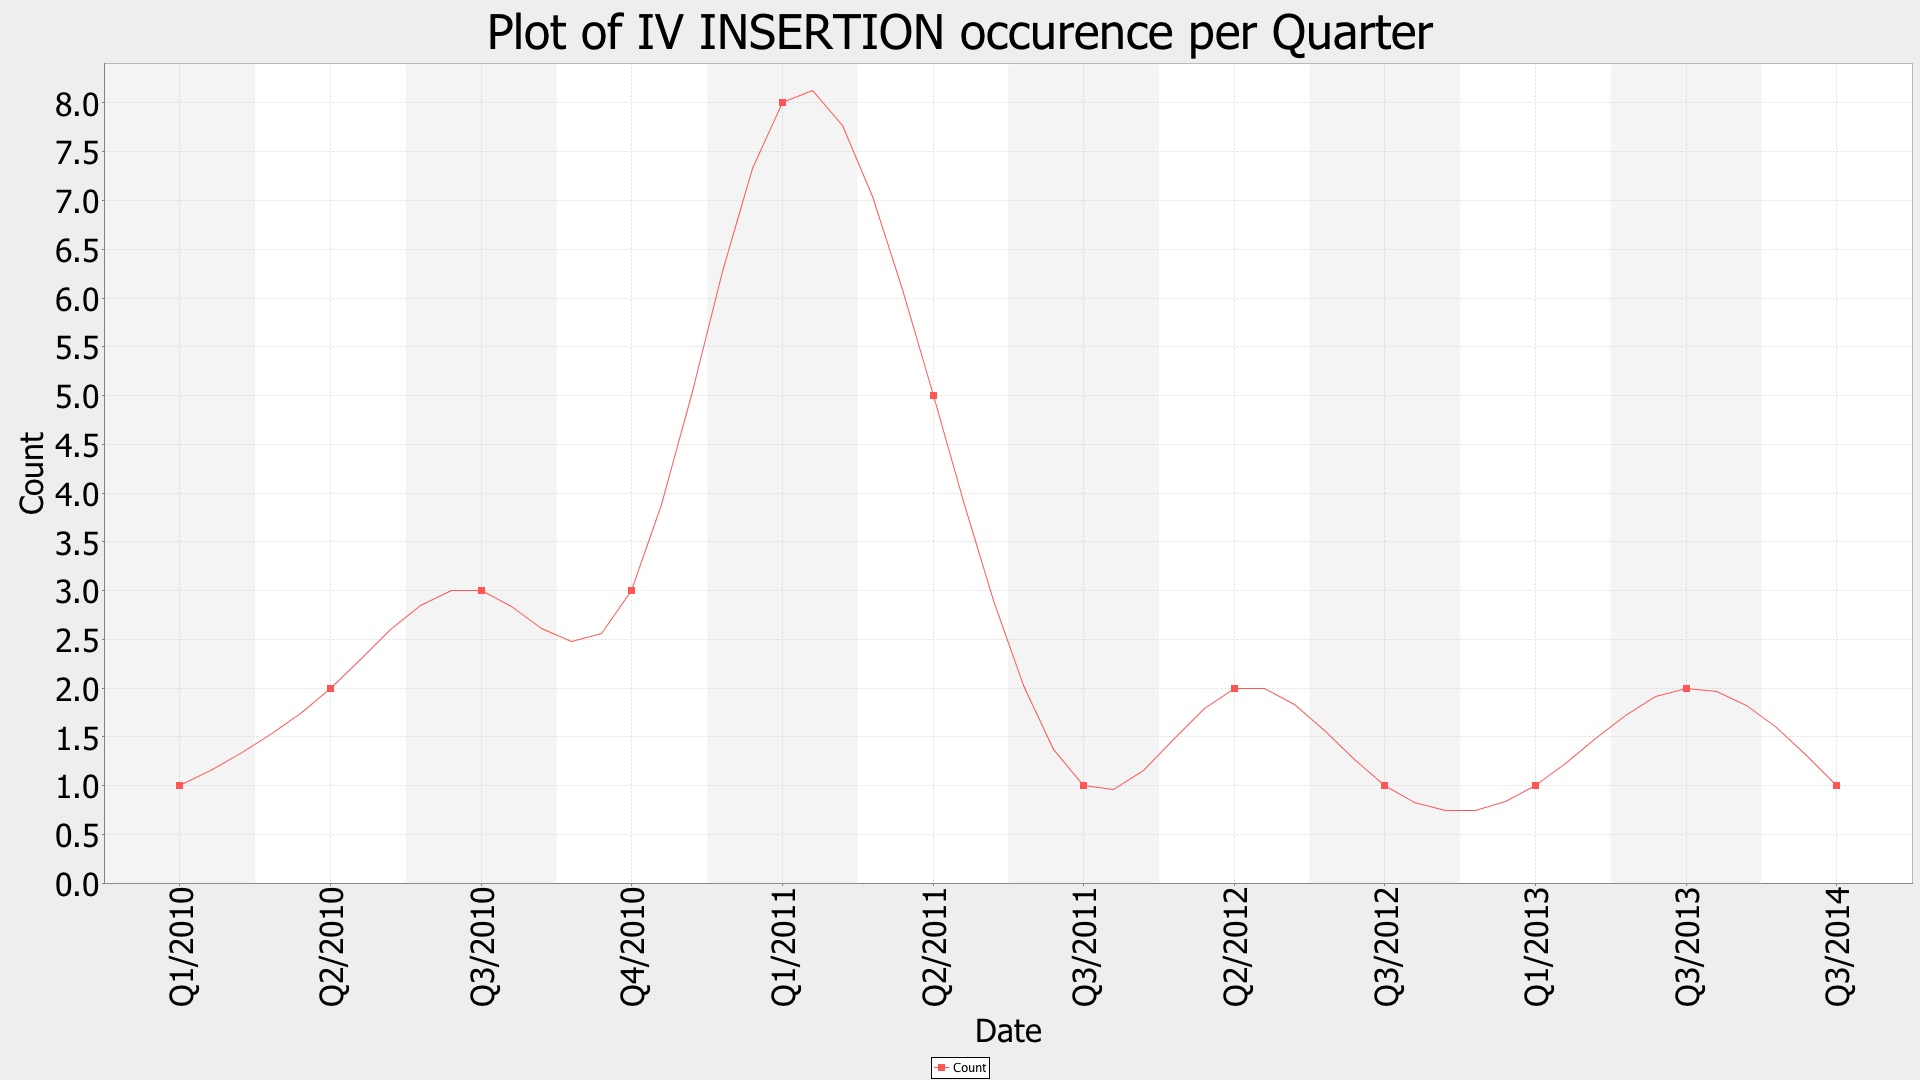 Plot of IV INSERTION occurence per Quarter
8.0
7.5
7.0
6.5
6.0
5.5
5.0
4.5
4.0
3.5
3.0
2.5
2.0
1.5
1.0
0.5
0.0
Count
Q1/2010
Q2/2010
Q3/2010
Q4/2010
Q1/2011
Q2/2011
Q3/2011
Q2/2012
Q3/2012
Q1/2013
Q3/2013
Q3/2014
Date
Count